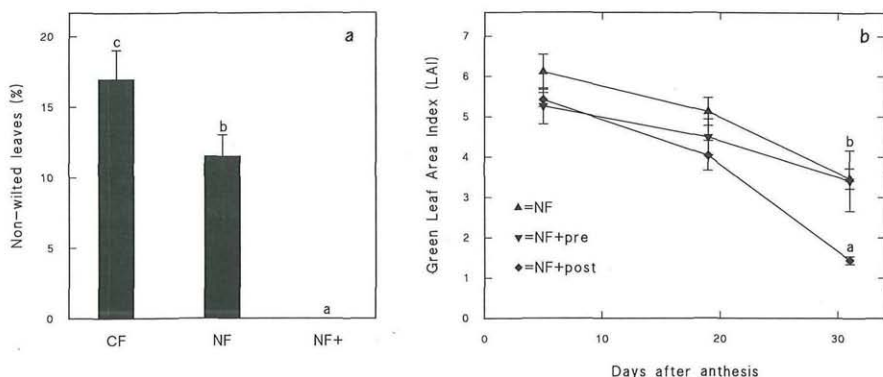 a
Non-wilted leaves (%)
20
15
10
5
0
c
b
a
CF NF NF+
b
Green Leaf Area Index (LAI)
7
6
5
4
3
2
1
0
b
a
▲=NF
▼=NF+pre
◆=NF+post
0 10 20 30
Days after anthesis